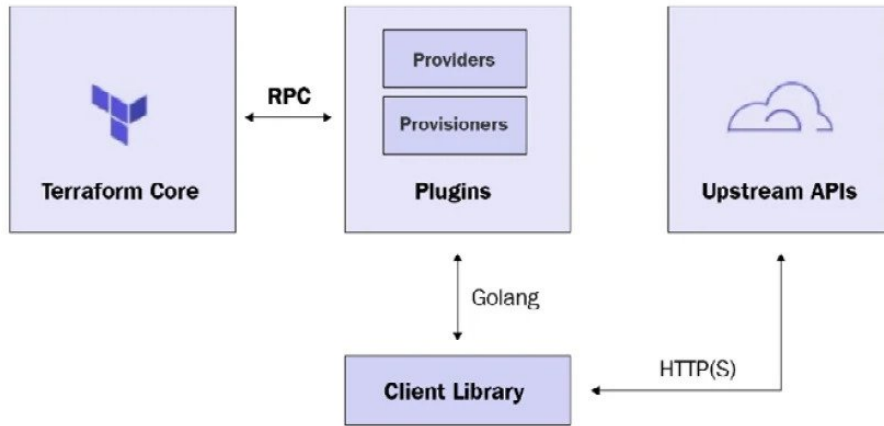 Providers
RPC
Provisioners
Terraform Core
Plugins
Upstream APIs
Golang
HTTP(S)
Client Library